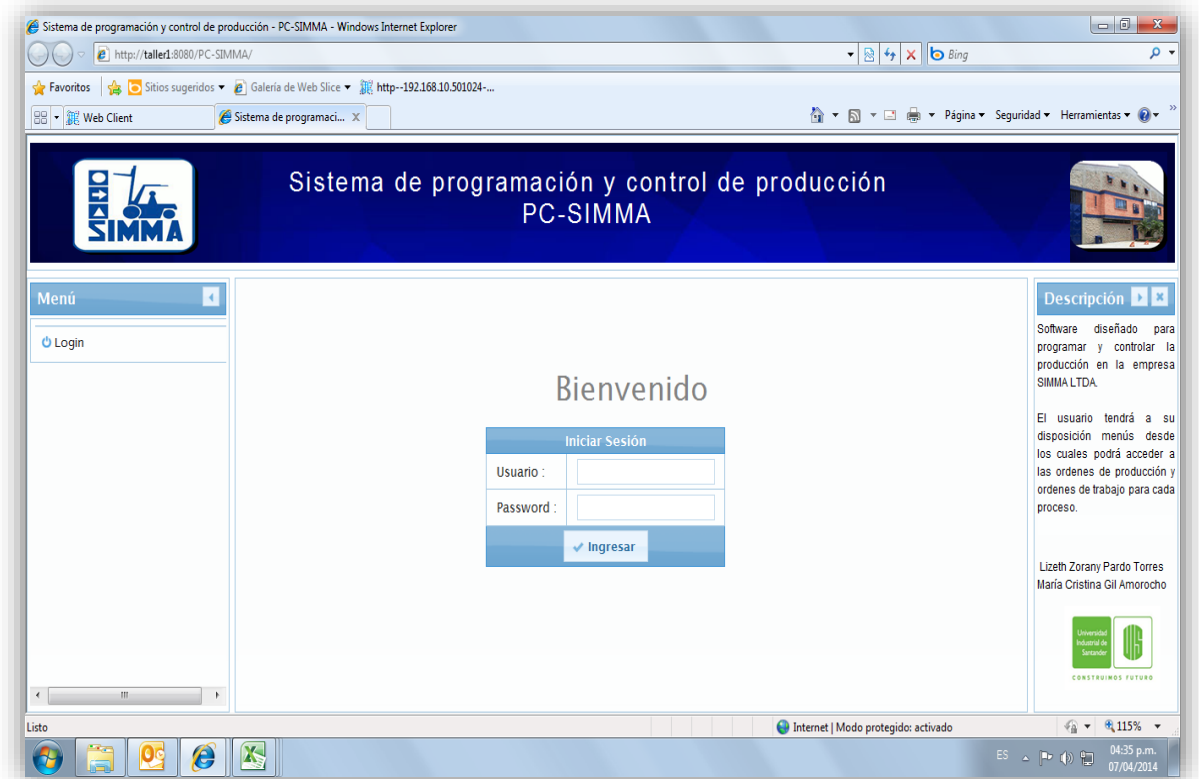 Sistema de programación y control de producción - PC-SIMMA - Windows Internet Explorer
http://taller1:8080/PC-SIMMA/
Bing
Favoritos
Sitios sugeridos
Galería de Web Slice
http--192.168.10.501024-...
Web Client
Sistema de programaci...
X
Página
Seguridad
Herramientas
»
SIMMA
Sistema de programación y control de producción
PC-SIMMA
Menú
Login
Bienvenido
Iniciar Sesión
Usuario :
Password :
Ingresar
Descripción
Software diseñado para
programar y controlar la
producción en la empresa
SIMMA LTDA.
El usuario tendrá a su
disposición menús desde
los cuales podrá acceder a
las ordenes de producción y
ordenes de trabajo para cada
proceso.
Lizeth Zorany Pardo Torres
María Cristina Gil Amorocho
Universidad
Industrial de
Santander
CONSTRUIMOS FUTURO
Listo
Internet | Modo protegido: activado
115%
ES
04:35 p.m.
07/04/2014